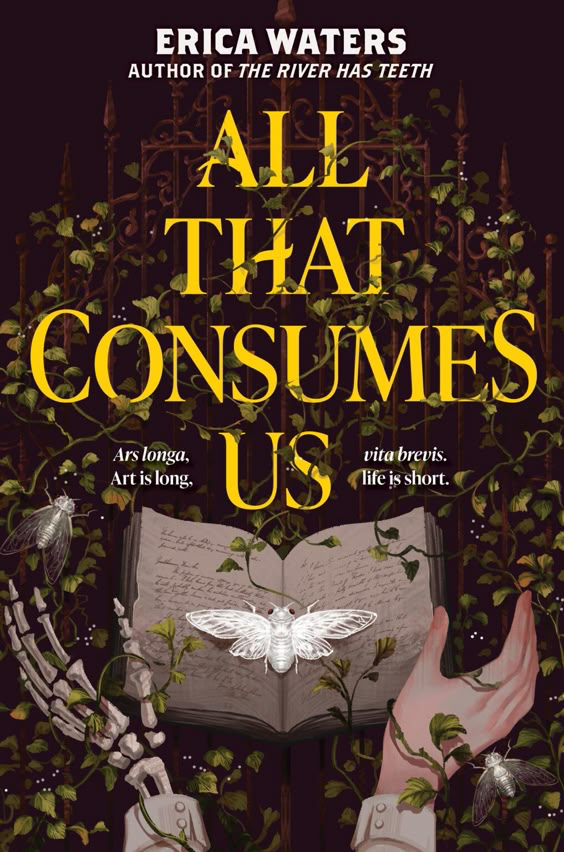 ERICA WATERS
AUTHOR OF THE RIVER HAS TEETH
ALL
THAT
CONSUMES
US
Ars longa,
Art is long,
vita brevis.
life is short.